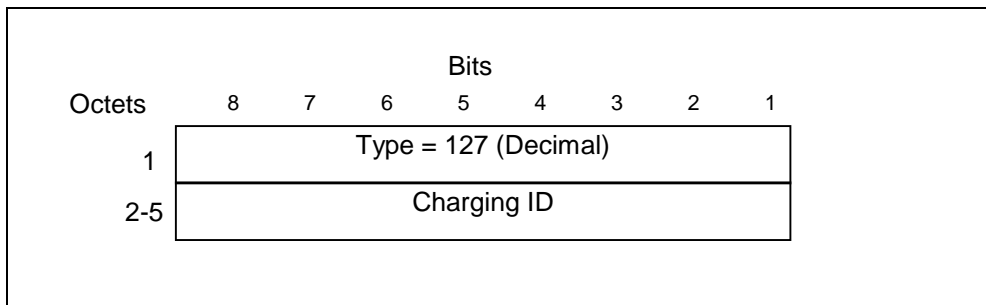 Bits
Octets 8 7 6 5 4 3 2 1
1 Type = 127 (Decimal)
2-5 Charging ID